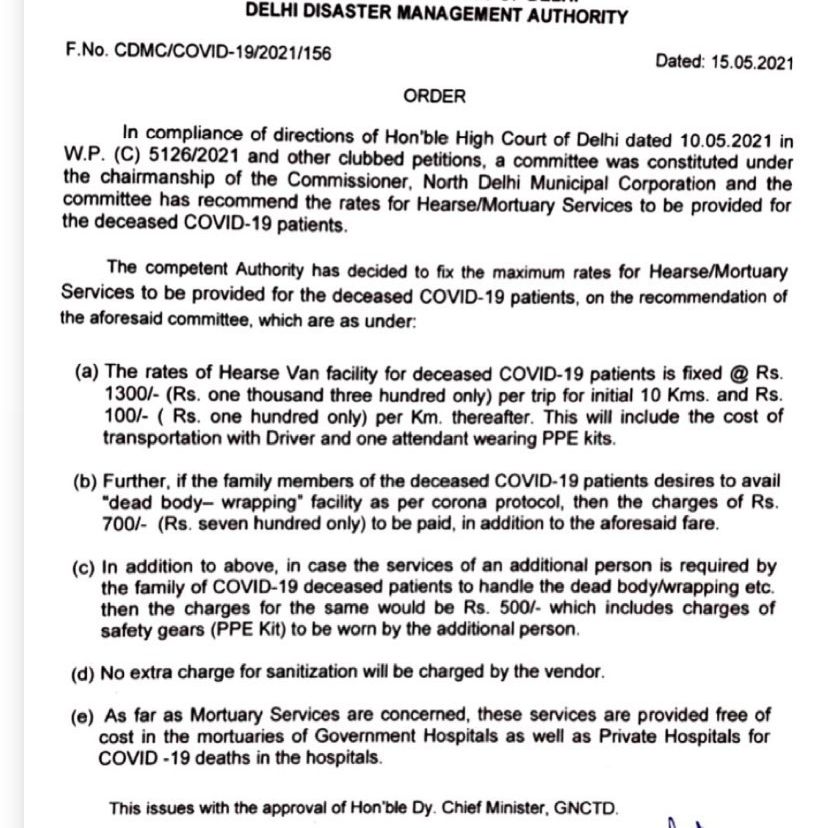 DELHI DISASTER MANAGEMENT AUTHORITY
F.No. CDMC/COVID-19/2021/156
Dated: 15.05.2021
ORDER
In compliance of directions of Hon'ble High Court of Delhi dated 10.05.2021 in
W.P. (C) 5126/2021 and other clubbed petitions, a committee was constituted under
the chairmanship of the Commissioner, North Delhi Municipal Corporation and the
committee has recommend the rates for Hearse/Mortuary Services to be provided for
the deceased COVID-19 patients.
The competent Authority has decided to fix the maximum rates for Hearse/Mortuary
Services to be provided for the deceased COVID-19 patients, on the recommendation of
the aforesaid committee, which are as under:
(a) The rates of Hearse Van facility for deceased COVID-19 patients is fixed @ Rs.
1300/- (Rs. one thousand three hundred only) per trip for initial 10 Kms. and Rs.
100/- ( Rs. one hundred only) per Km. thereafter. This will include the cost of
transportation with Driver and one attendant wearing PPE kits.
(b) Further, if the family members of the deceased COVID-19 patients desires to avail
"dead body– wrapping" facility as per corona protocol, then the charges of Rs.
700/- (Rs. seven hundred only) to be paid, in addition to the aforesaid fare.
(c) In addition to above, in case the services of an additional person is required by
the family of COVID-19 deceased patients to handle the dead body/wrapping etc.
then the charges for the same would be Rs. 500/- which includes charges of
safety gears (PPE Kit) to be worn by the additional person.
(d) No extra charge for sanitization will be charged by the vendor.
(e) As far as Mortuary Services are concerned, these services are provided free of
cost in the mortuaries of Government Hospitals as well as Private Hospitals for
COVID -19 deaths in the hospitals.
This issues with the approval of Hon'ble Dy. Chief Minister, GNCTD.